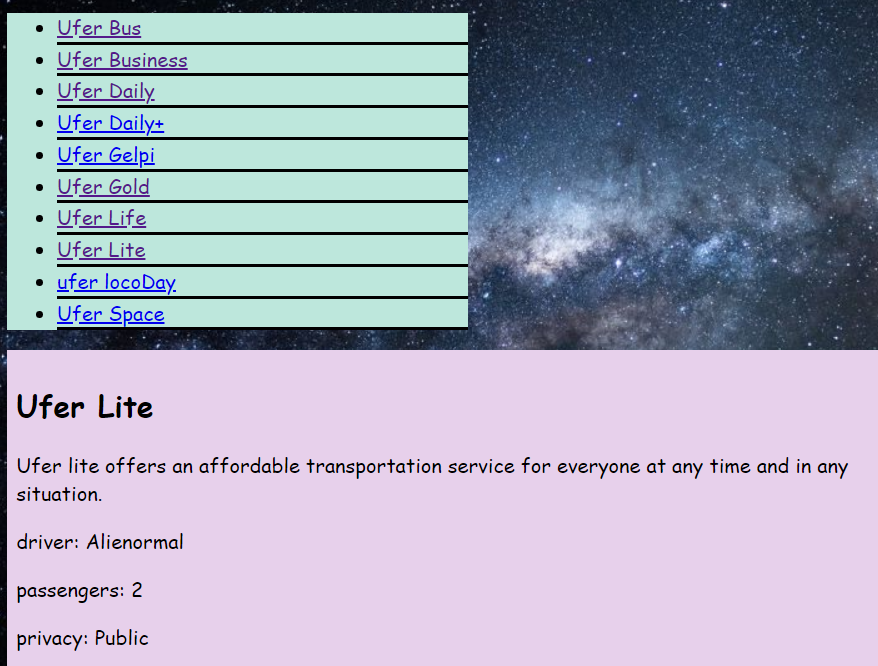 Ufer Bus
Ufer Business
Ufer Daily
Ufer Daily+
Ufer Gelpi
Ufer Gold
Ufer Life
Ufer Lite
ufer locoDay
Ufer Space
Ufer Lite
Ufer lite offers an affordable transportation service for everyone at any time and in any
situation.
driver: Alienormal
passengers: 2
privacy: Public